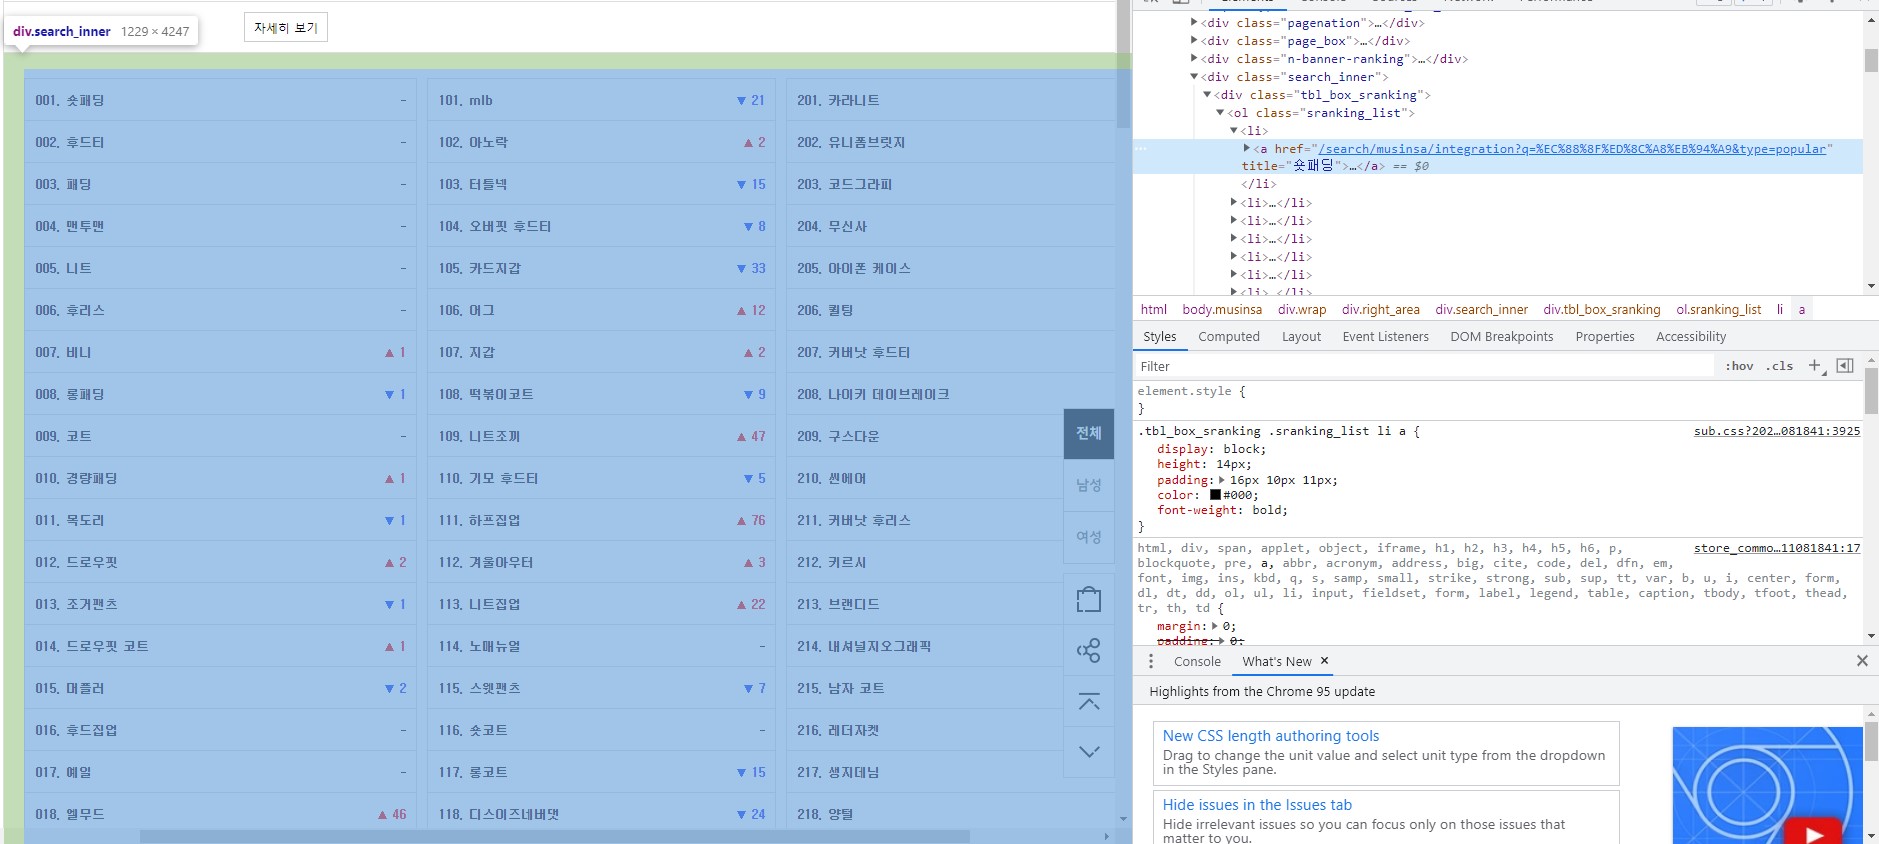 div.search_inner 1229 × 4247
자세히 보기
001. 숏패딩 -
002. 후드티 -
003. 패딩 -
004. 맨투맨 -
005. 니트 -
006. 후리스 -
007. 비니 ▲ 1
008. 롱패딩 ▼ 1
009. 코트 -
010. 경량패딩 ▲ 1
011. 목도리 ▼ 1
012. 드로우핏 ▲ 2
013. 조거팬츠 ▼ 1
014. 드로우핏 코트 ▲ 1
015. 머플러 ▼ 2
016. 후드집업 -
017. 예일 -
018. 엘무드 ▲ 46
101. mlb ▼ 21
102. 아노락 ▲ 2
103. 터틀넥 ▼ 15
104. 오버핏 후드티 ▼ 8
105. 카드지갑 ▼ 33
106. 어그 ▲ 12
107. 지갑 ▲ 2
108. 떡볶이코트 ▼ 9
109. 니트조끼 ▲ 47
110. 기모 후드티 ▼ 5
111. 하프집업 ▲ 76
112. 겨울아우터 ▲ 3
113. 니트집업 ▲ 22
114. 노매뉴얼 -
115. 스웻팬츠 ▼ 7
116. 숏코트 -
117. 롱코트 ▼ 15
118. 디스이즈네버댓 ▼ 24
201. 카라니트
202. 유니폼브릿지
203. 코드그라피
204. 무신사
205. 아이폰 케이스
206. 퀼팅
207. 커버낫 후드티
208. 나이키 데이브레이크
209. 구스다운
210. 썬에어
211. 커버낫 후리스
212. 키르시
213. 브랜디드
214. 내셔널지오그래픽
215. 남자 코트
216. 레더자켓
217. 생지데님
218. 양털
전체
남성
여성
<div class="pagenation">…</div>
<div class="page_box">…</div>
<div class="n-banner-ranking">…</div>
<div class="search_inner">
<div class="tbl_box_sranking">
<ol class="sranking_list">
<li>
<a href="/search/musinsa/integration?q=%EC%88%8F%ED%8C%A8%EB%94%A9&type=popular"
title="숏패딩">…</a> == $0
</li>
<li>…</li>
<li>…</li>
<li>…</li>
<li>…</li>
<li>…</li>
<li>…</li>
html body.musinsa div.wrap div.right_area div.search_inner div.tbl_box_sranking ol.sranking_list li a
Styles Computed Layout Event Listeners DOM Breakpoints Properties Accessibility
Filter :hov .cls
element.style {
}
.tbl_box_sranking .sranking_list li a { sub.css?202…081841:3925
display: block;
height: 14px;
padding: 16px 10px 11px;
color: #000;
font-weight: bold;
}
html, div, span, applet, object, iframe, h1, h2, h3, h4, h5, h6, p, store_commo…11081841:17
blockquote, pre, a, abbr, acronym, address, big, cite, code, del, dfn, em,
font, img, ins, kbd, q, s, samp, small, strike, strong, sub, sup, tt, var, b, u, i, center, form,
dl, dt, dd, ol, ul, li, input, fieldset, form, label, legend, table, caption, tbody, tfoot, thead,
tr, th, td {
margin: 0;
padding: 0;
Console What's New ×
Highlights from the Chrome 95 update
New CSS length authoring tools
Drag to change the unit value and select unit type from the dropdown
in the Styles pane.
Hide issues in the Issues tab
Hide irrelevant issues so you can focus only on those issues that
matter to you.